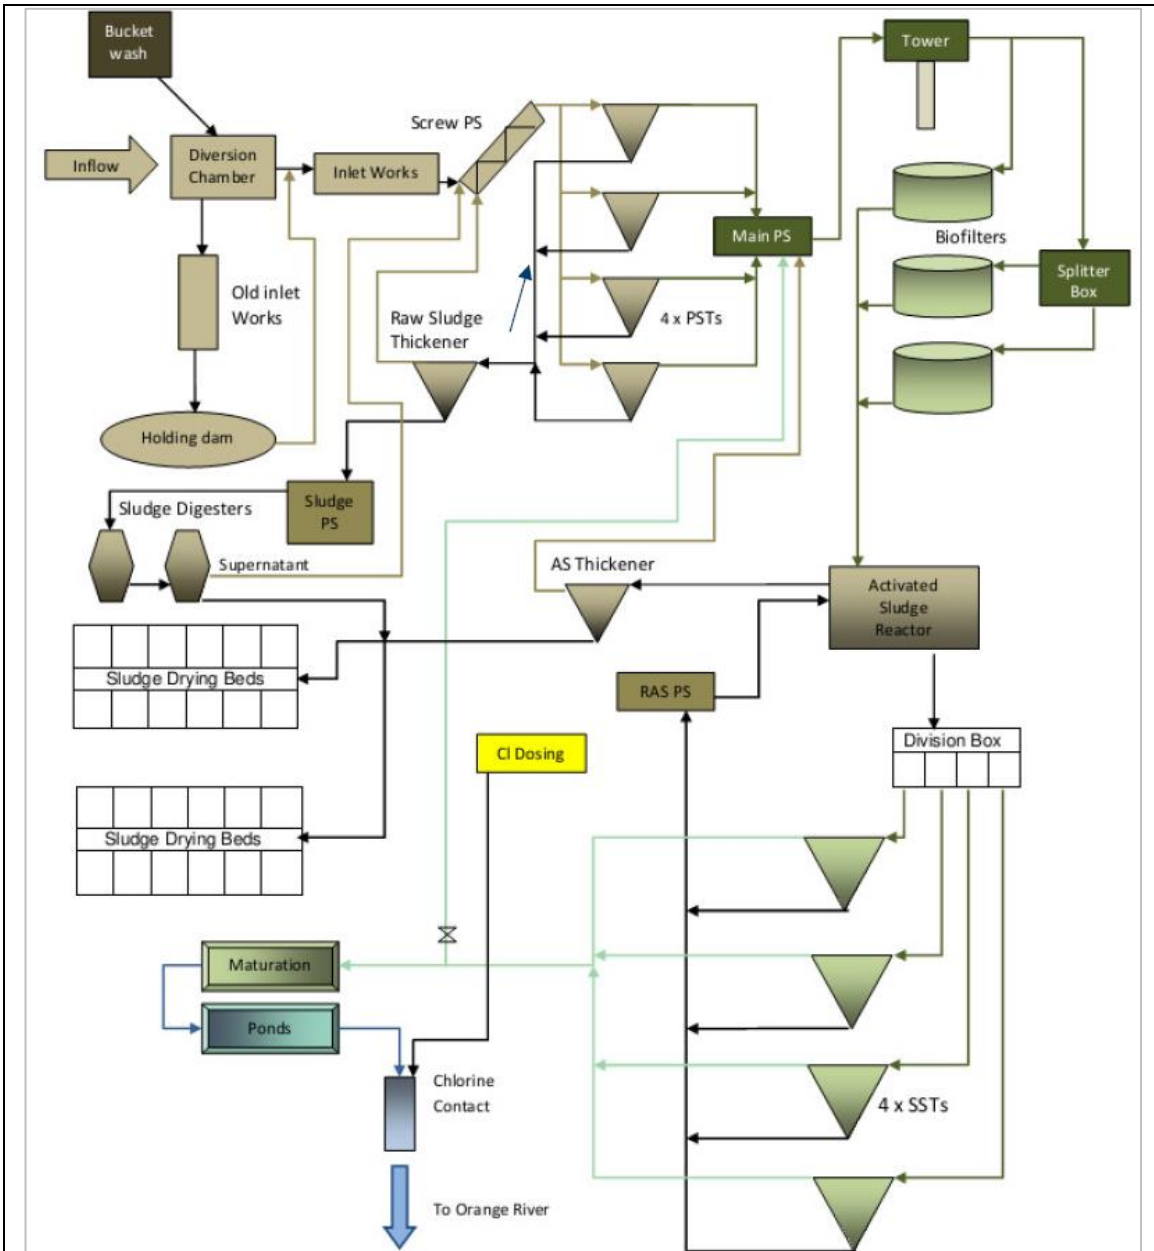 Bucket
wash
Tower
Screw PS
Inflow
Diversion
Chamber
Inlet Works
Main PS
Biofilters
Splitter
Box
Old inlet
Works
Raw Sludge
Thickener
4 x PSTs
Holding dam
Sludge Digesters
Sludge
PS
Supernatant
AS Thickener
Activated
Sludge
Reactor
Sludge Drying Beds
RAS PS
Cl Dosing
Division Box
Sludge Drying Beds
Maturation
Ponds
Chlorine
Contact
4 x SSTs
To Orange River